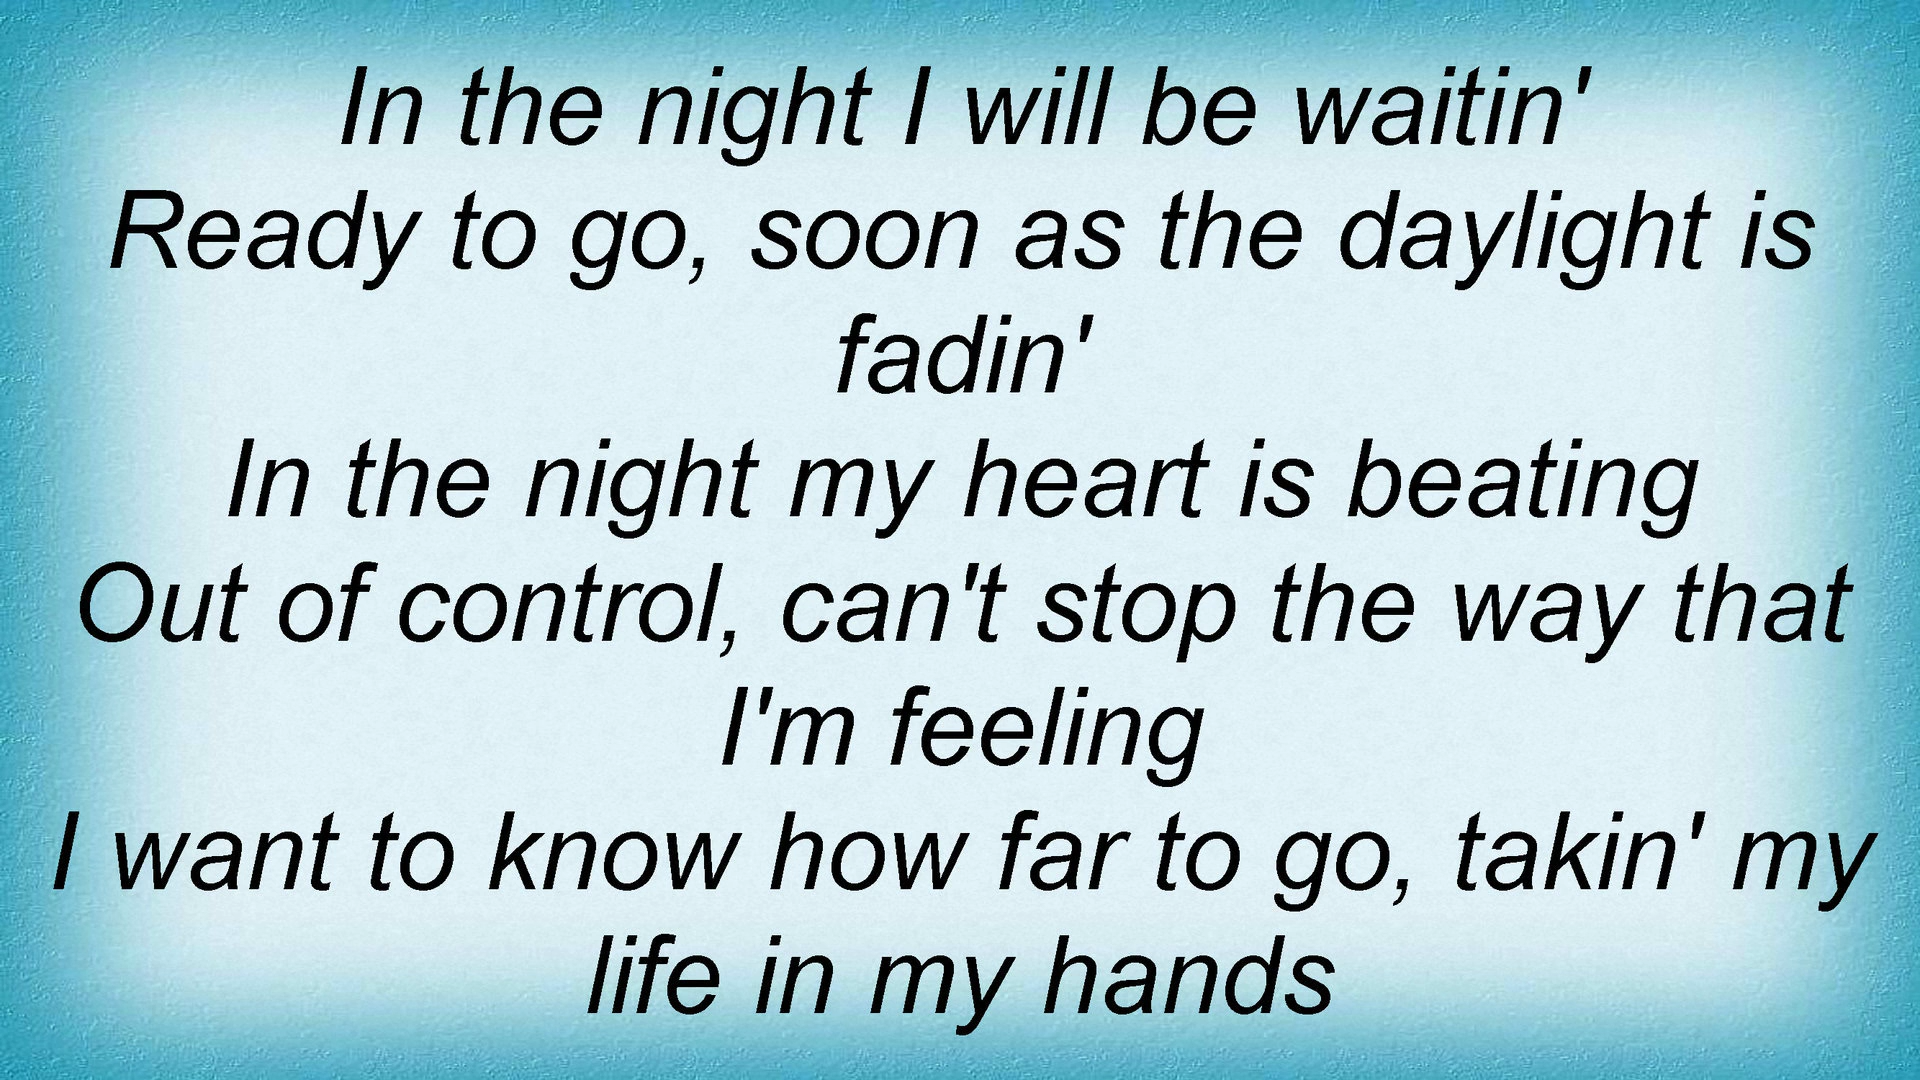 In the night I will be waitin'
Ready to go, soon as the daylight is
fadin'
In the night my heart is beating
Out of control, can't stop the way that
I'm feeling
I want to know how far to go, takin' my
life in my hands